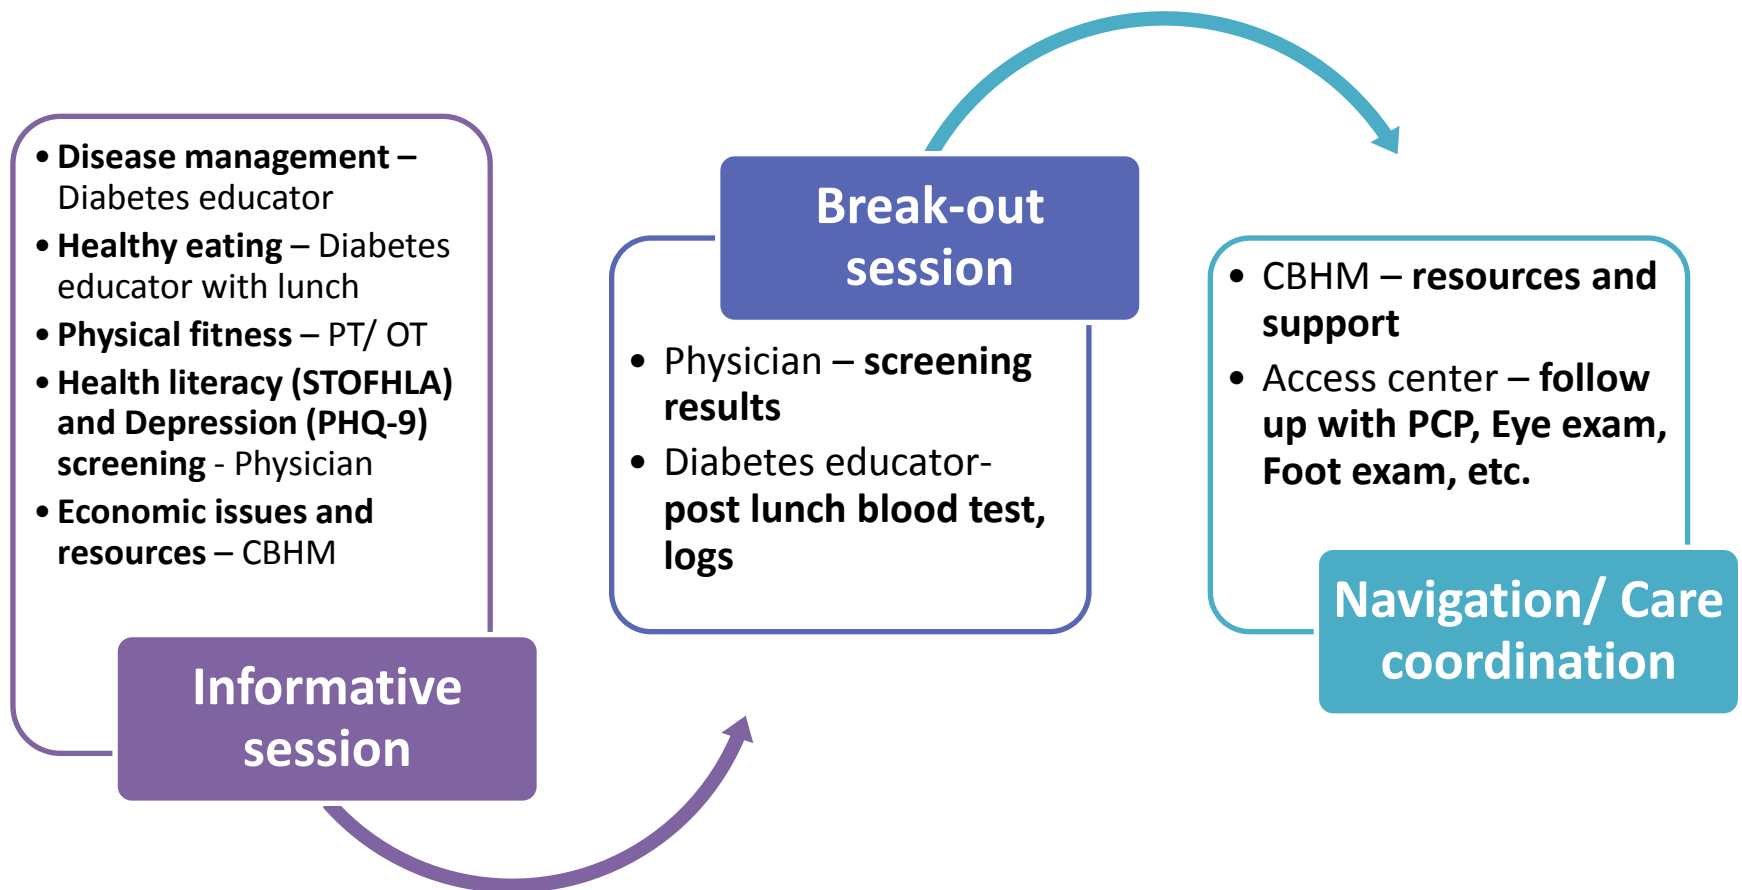 • Disease management –
Diabetes educator
• Healthy eating – Diabetes
educator with lunch
• Physical fitness – PT/ OT
• Health literacy (STOFHLA)
and Depression (PHQ-9)
screening - Physician
• Economic issues and
resources – CBHM
Informative
session
Break-out
session
• Physician – screening
results
• Diabetes educator-
post lunch blood test,
logs
• CBHM – resources and
support
• Access center – follow
up with PCP, Eye exam,
Foot exam, etc.
Navigation/ Care
coordination